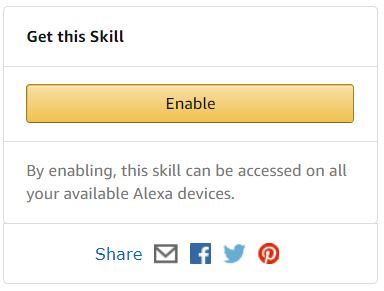 Get this Skill
Enable
By enabling, this skill can be accessed on all
your available Alexa devices.
Share